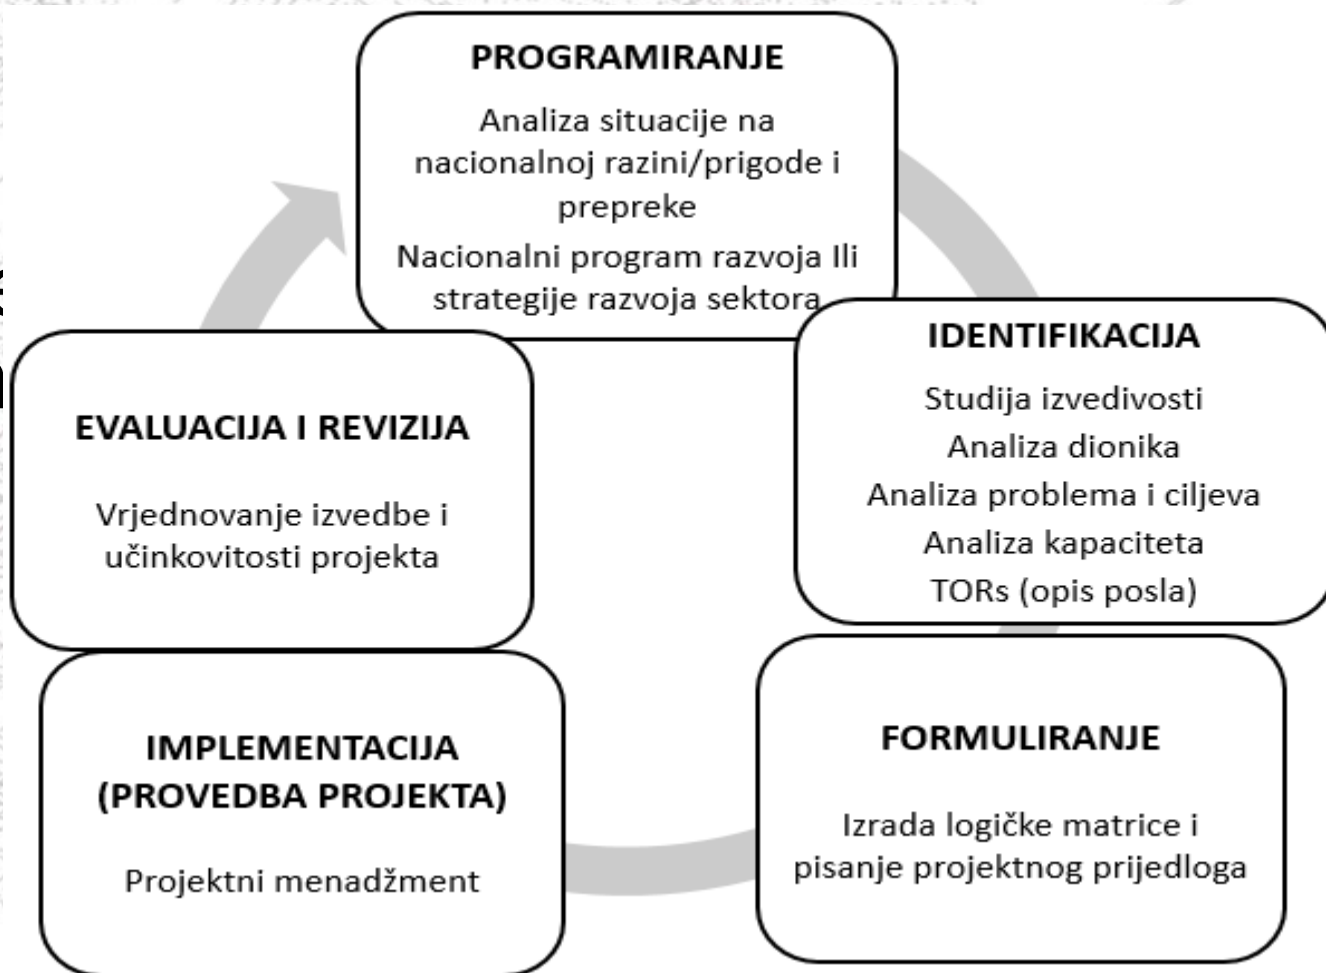 PROGRAMIRANJE
Analiza situacije na
nacionalnoj razini/prigode i
prepreke
Nacionalni program razvoja Ili
strategije razvoja sektora
IDENTIFIKACIJA
Studija izvedivosti
Analiza dionika
Analiza problema i ciljeva
Analiza kapaciteta
TORs (opis posla)
FORMULIRANJE
Izrada logičke matrice i
pisanje projektnog prijedloga
IMPLEMENTACIJA
(PROVEDBA PROJEKTA)
Projektni menadžment
EVALUACIJA I REVIZIJA
Vrjednovanje izvedbe i
učinkovitosti projekta